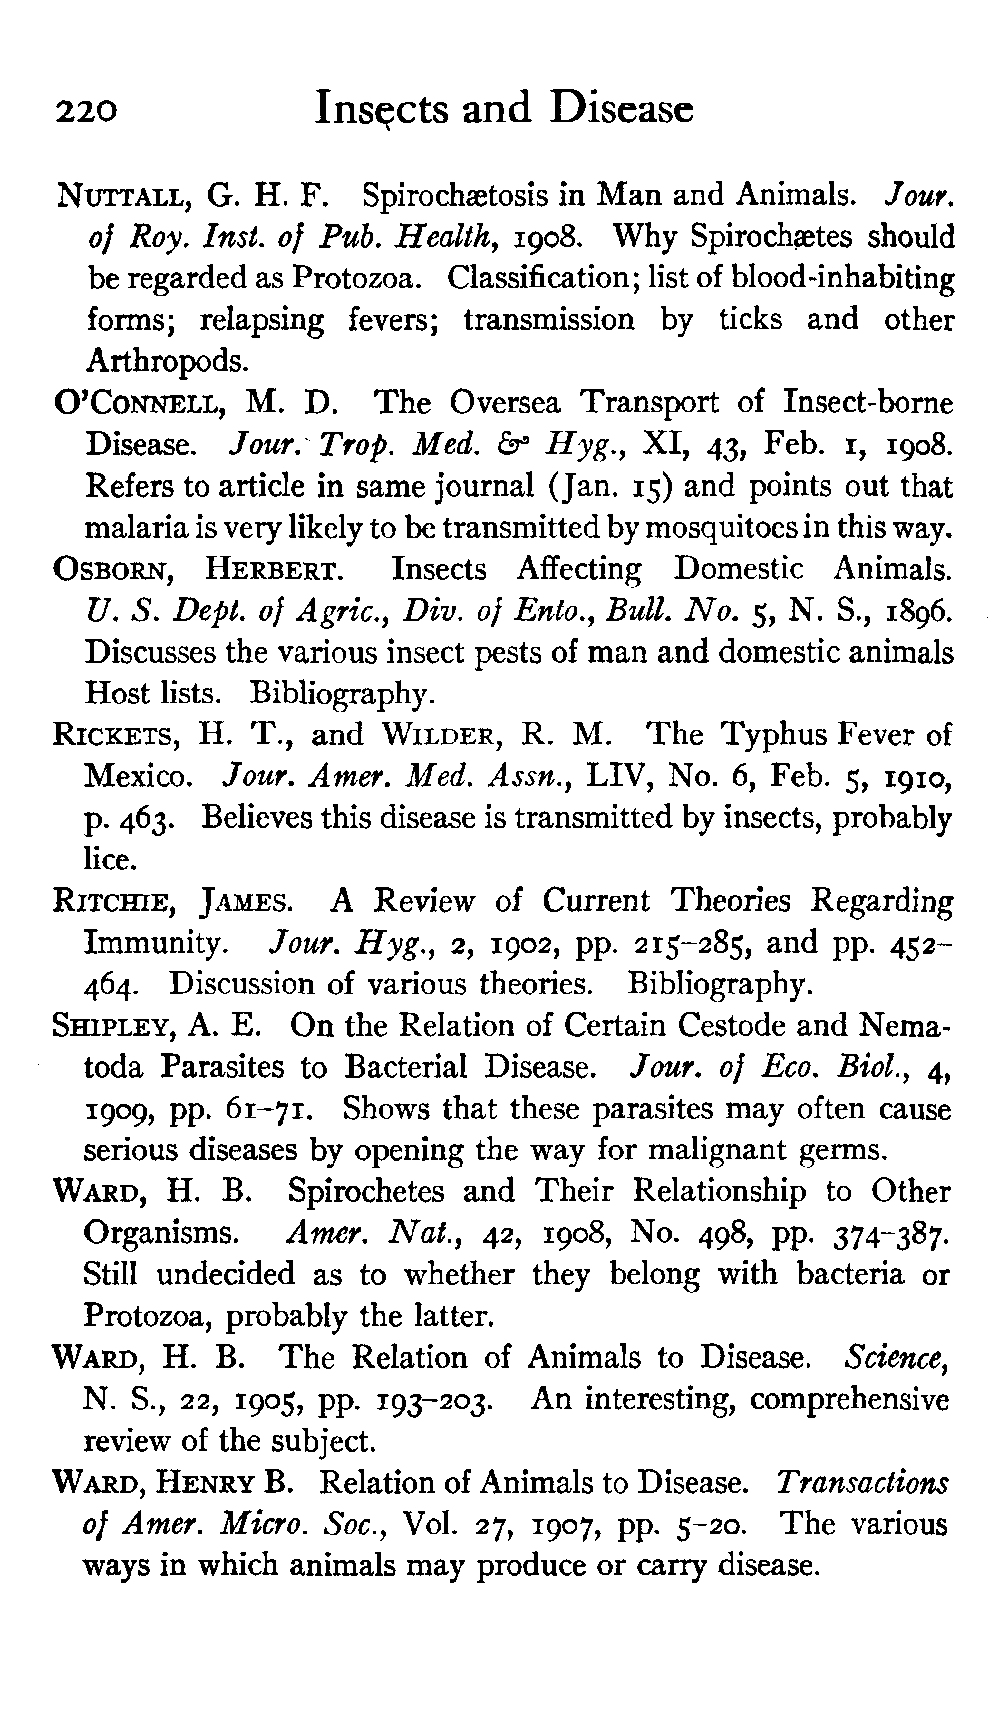 220 Insects and Disease
NUTTALL, G. H. F. Spirochætosis in Man and Animals. Jour.
of Roy. Inst. of Pub. Health, 1908. Why Spirochætes should
be regarded as Protozoa. Classification; list of blood-inhabiting
forms; relapsing fevers; transmission by ticks and other
Arthropods.
O'CONNELL, M. D. The Oversea Transport of Insect-borne
Disease. Jour. Trop. Med. & Hyg., XI, 43, Feb. 1, 1908.
Refers to article in same journal (Jan. 15) and points out that
malaria is very likely to be transmitted by mosquitoes in this way.
OSBORN, HERBERT. Insects Affecting Domestic Animals.
U. S. Dept. of Agric., Div. of Ento., Bull. No. 5, N. S., 1896.
Discusses the various insect pests of man and domestic animals
Host lists. Bibliography.
RICKETS, H. T., and WILDER, R. M. The Typhus Fever of
Mexico. Jour. Amer. Med. Assn., LIV, No. 6, Feb. 5, 1910,
p. 463. Believes this disease is transmitted by insects, probably
lice.
RITCHIE, JAMES. A Review of Current Theories Regarding
Immunity. Jour. Hyg., 2, 1902, pp. 215–285, and pp. 452–
464. Discussion of various theories. Bibliography.
SHIPLEY, A. E. On the Relation of Certain Cestode and Nema-
toda Parasites to Bacterial Disease. Jour. of Eco. Biol., 4,
1909, pp. 61–71. Shows that these parasites may often cause
serious diseases by opening the way for malignant germs.
WARD, H. B. Spirochetes and Their Relationship to Other
Organisms. Amer. Nat., 42, 1908, No. 498, pp. 374–387.
Still undecided as to whether they belong with bacteria or
Protozoa, probably the latter.
WARD, H. B. The Relation of Animals to Disease. Science,
N. S., 22, 1905, pp. 193–203. An interesting, comprehensive
review of the subject.
WARD, HENRY B. Relation of Animals to Disease. Transactions
of Amer. Micro. Soc., Vol. 27, 1907, pp. 5–20. The various
ways in which animals may produce or carry disease.